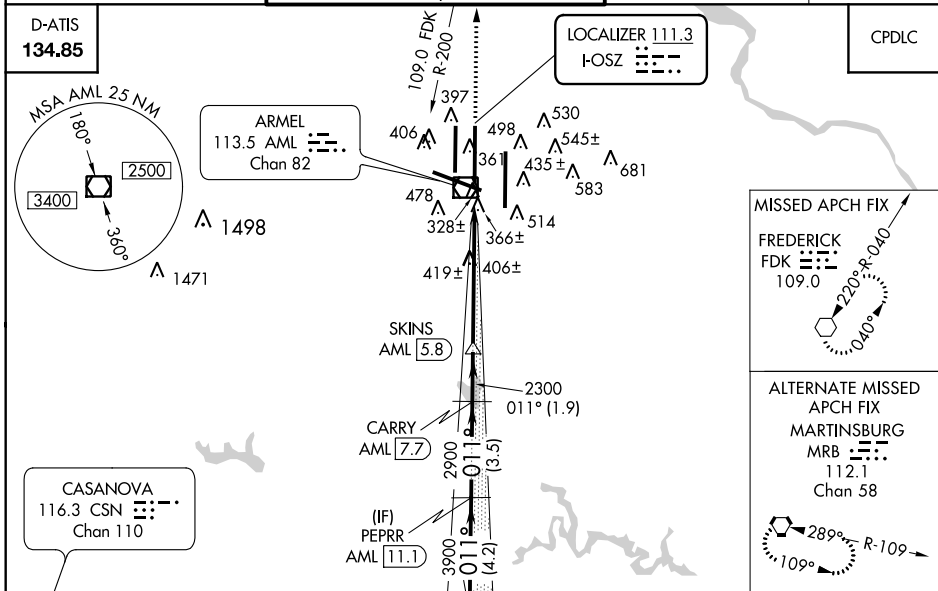 D-ATIS
134.85
109.0 FDK
R-200
LOCALIZER 111.3
I-OSZ
CPDLC
MSA AML 25 NM
180°
2500
3400
360°
ARMEL
113.5 AML
Chan 82
397
406
530
498
545±
361
435±
681
583
478
328±
366±
514
1498
1471
419±
406±
MISSED APCH FIX
FREDERICK
FDK
109.0
R-040
220°
040°
SKINS
AML 5.8
2300
011° (1.9)
CARRY
AML 7.7
2900
011°
(3.5)
ALTERNATE MISSED
APCH FIX
MARTINSBURG
MRB
112.1
Chan 58
289°
R-109
109°
CASANOVA
116.3 CSN
Chan 110
(IF)
PEPRR
AML 11.1
3900
011°
(4.2)